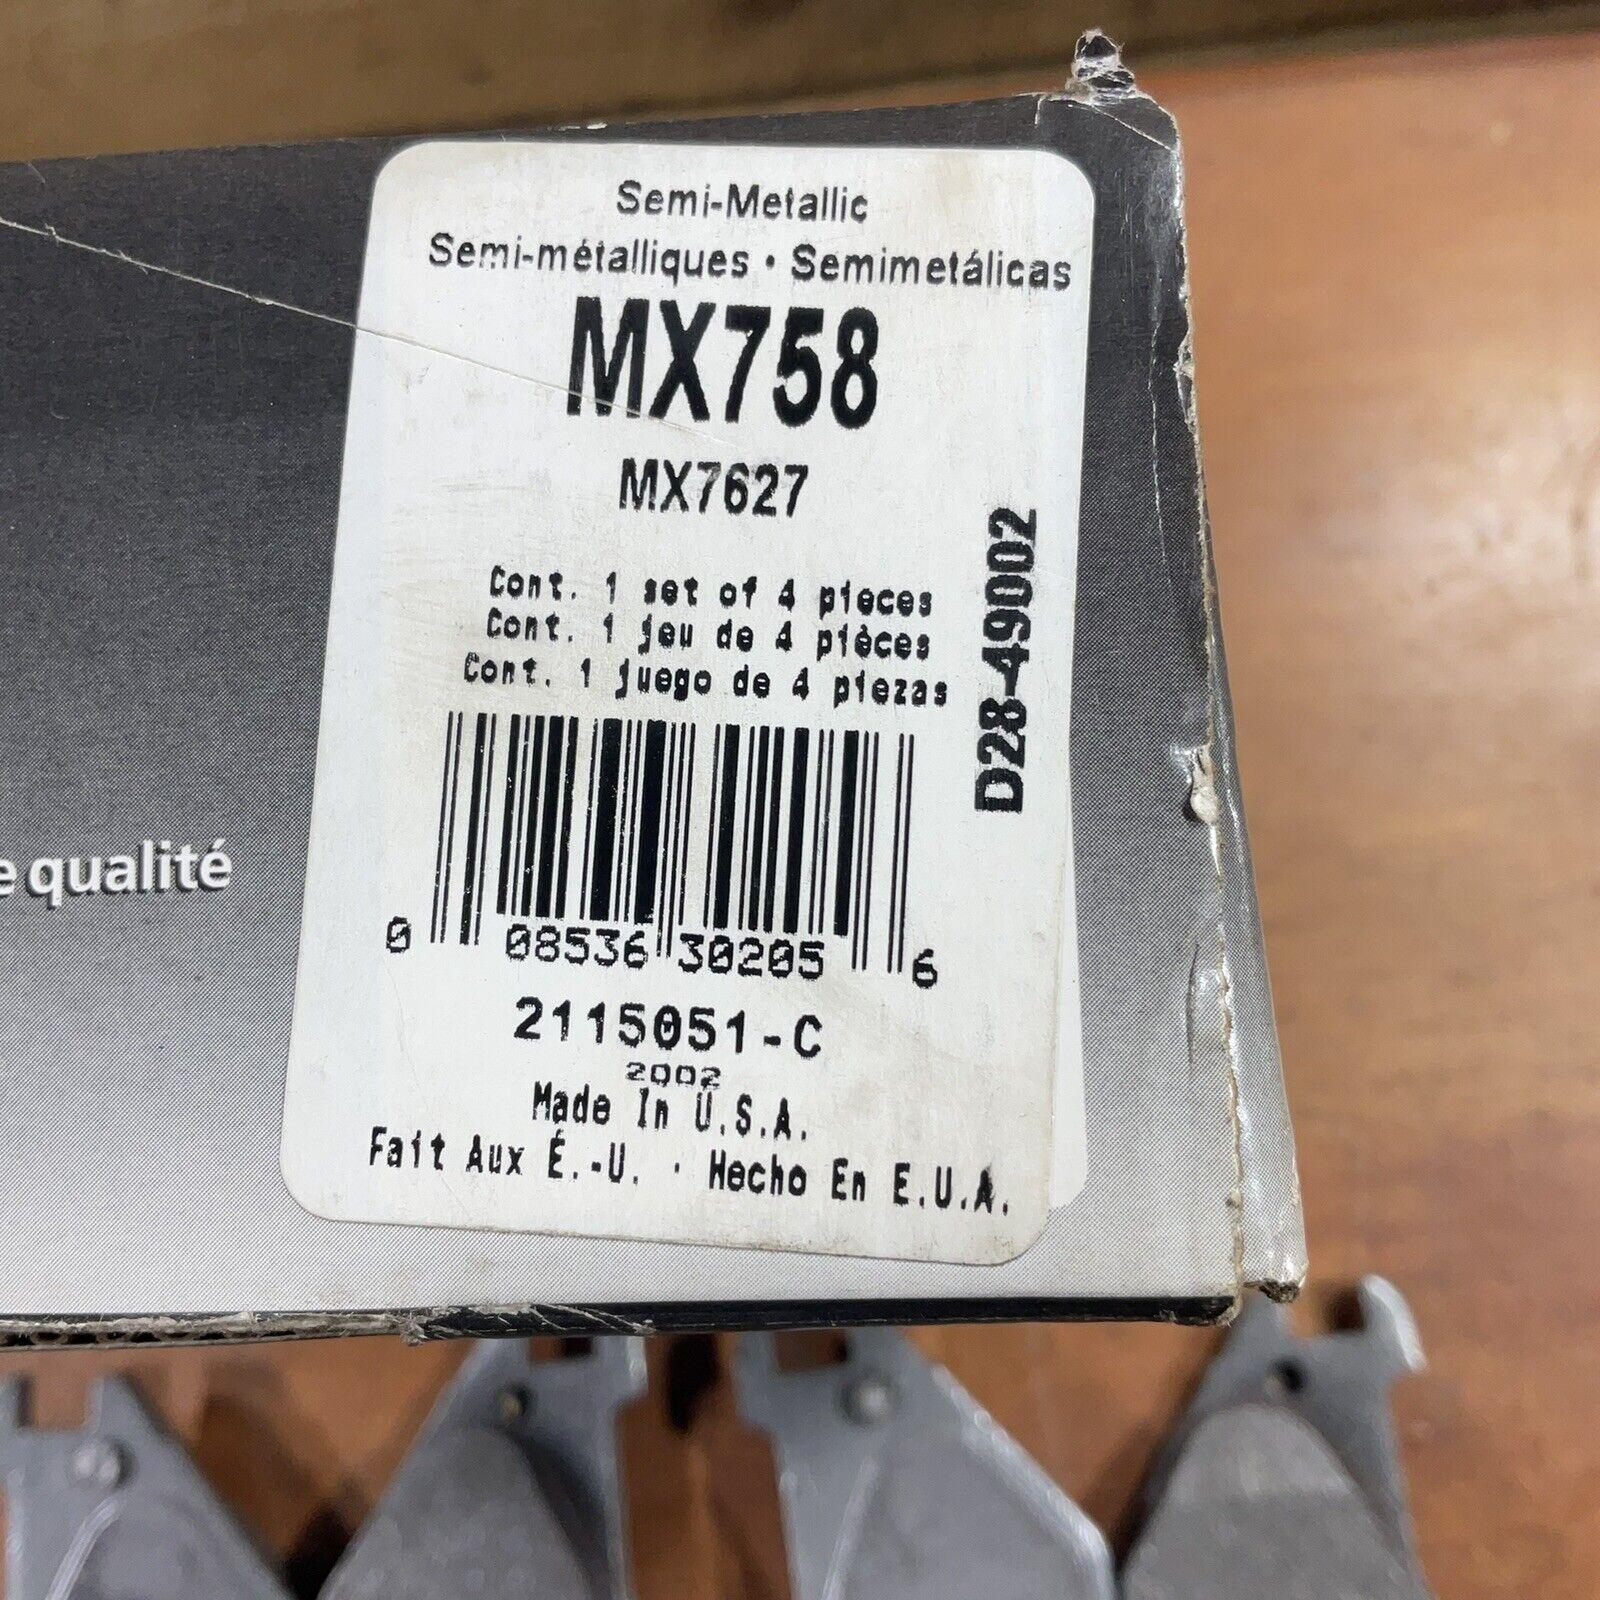 Semi-Metallic
Semi-métalliques • Semimetálicas
MX758
MX7627
Cont. 1 set of 4 pieces
Cont. 1 jeu de 4 pièces
Cont. 1 juego de 4 piezas
D28-49002
e qualité
0 08536 30205 6
2115051-C
2002
Made In U.S.A.
Fait Aux É.-U. · Hecho En E.U.A.